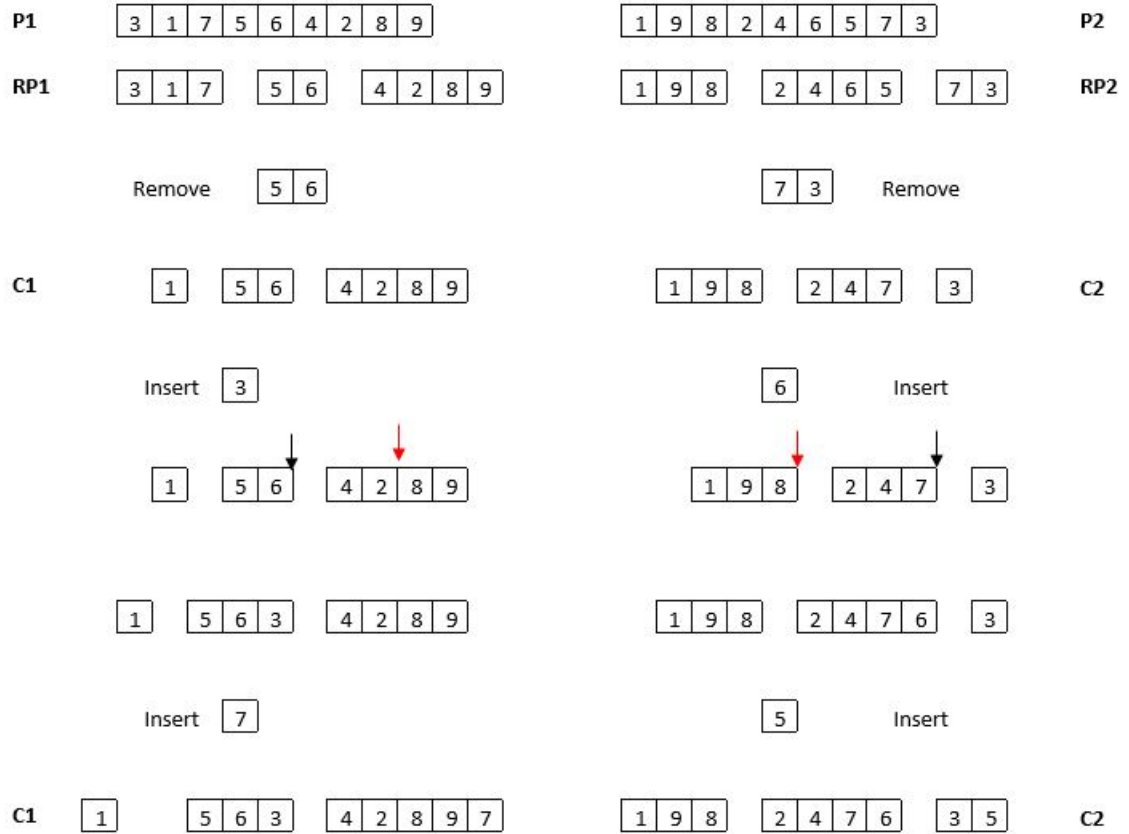 P1 3 1 7 5 6 4 2 8 9 1 9 8 2 4 6 5 7 3 P2
RP1 3 1 7 5 6 4 2 8 9 1 9 8 2 4 6 5 7 3 RP2
Remove 5 6 7 3 Remove
C1 1 5 6 4 2 8 9 1 9 8 2 4 7 3 C2
Insert 3 6 Insert
1 5 6 4 2 8 9 1 9 8 2 4 7 3
1 5 6 3 4 2 8 9 1 9 8 2 4 7 6 3
Insert 7 5 Insert
C1 1 5 6 3 4 2 8 9 7 1 9 8 2 4 7 6 3 5 C2